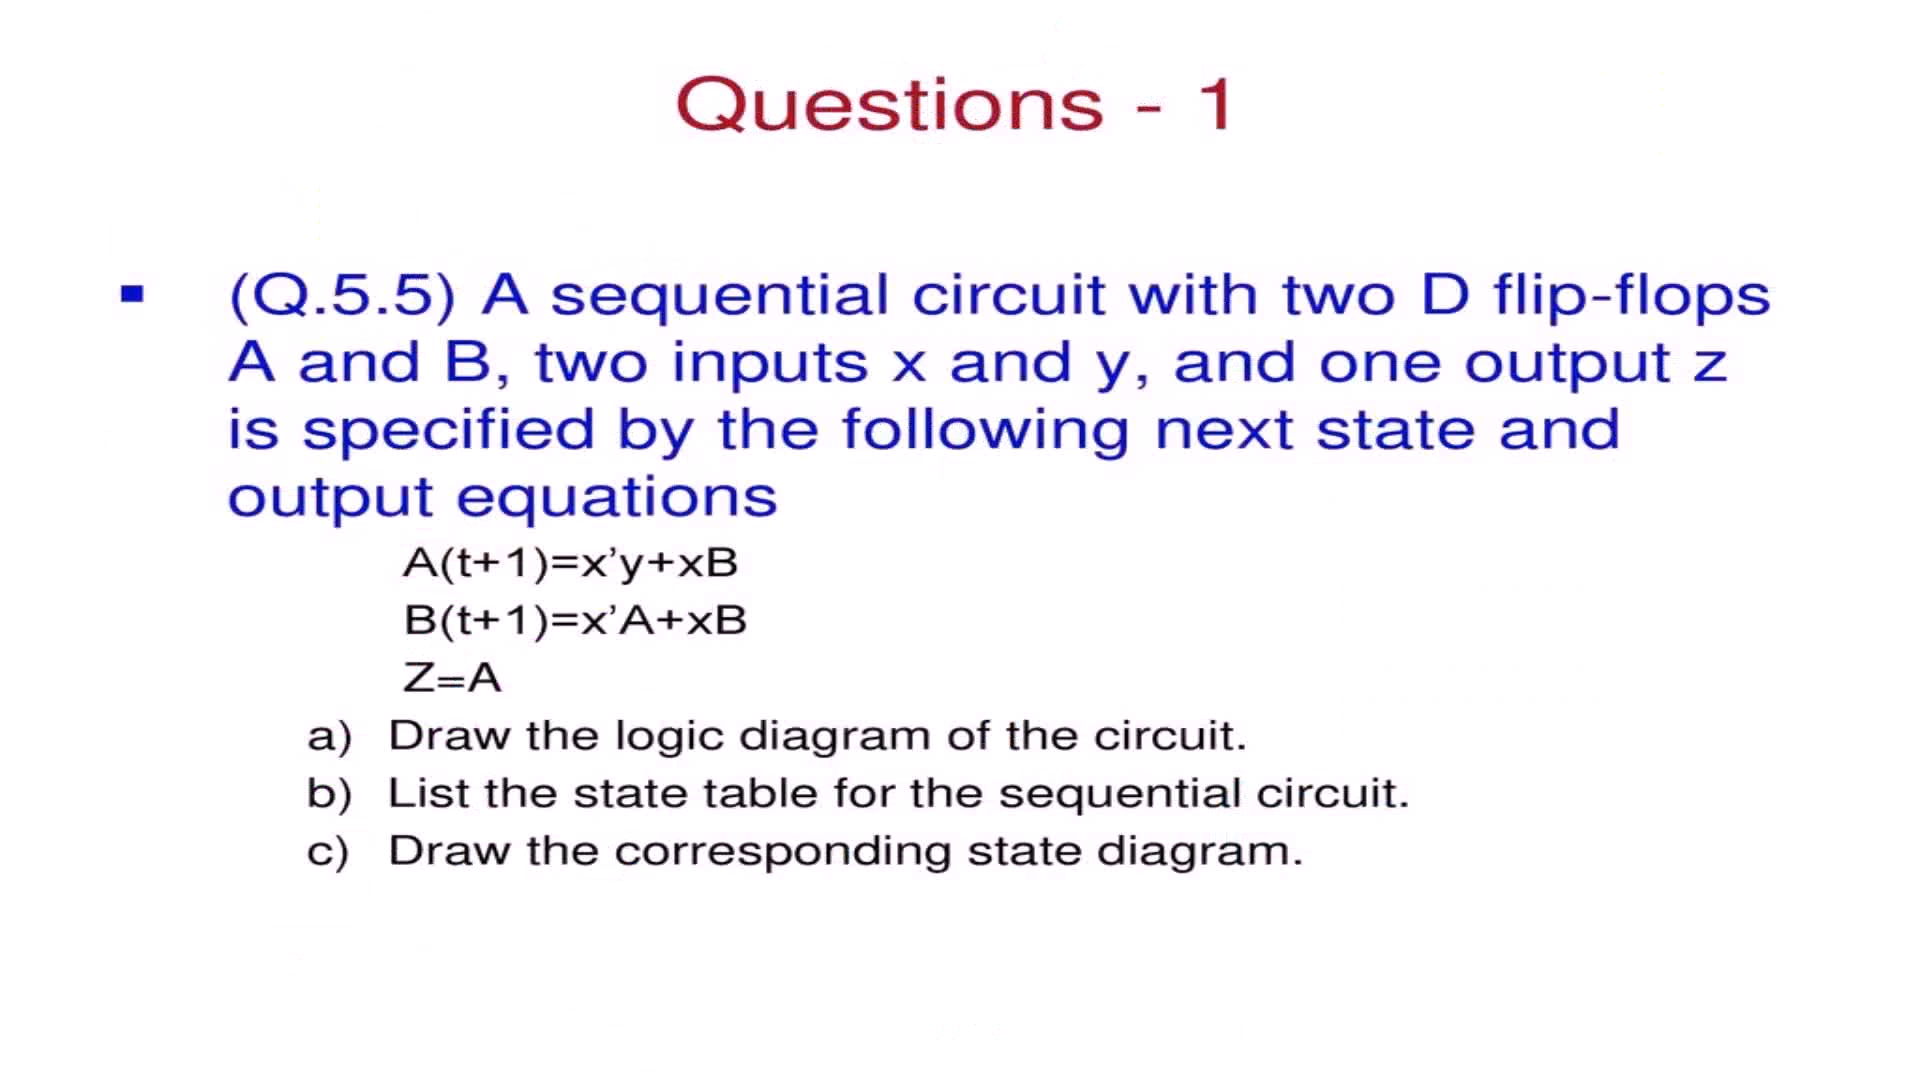 Questions - 1
▪ (Q.5.5) A sequential circuit with two D flip-flops
A and B, two inputs x and y, and one output z
is specified by the following next state and
output equations
A(t+1)=x’y+xB
B(t+1)=x’A+xB
Z=A
a) Draw the logic diagram of the circuit.
b) List the state table for the sequential circuit.
c) Draw the corresponding state diagram.